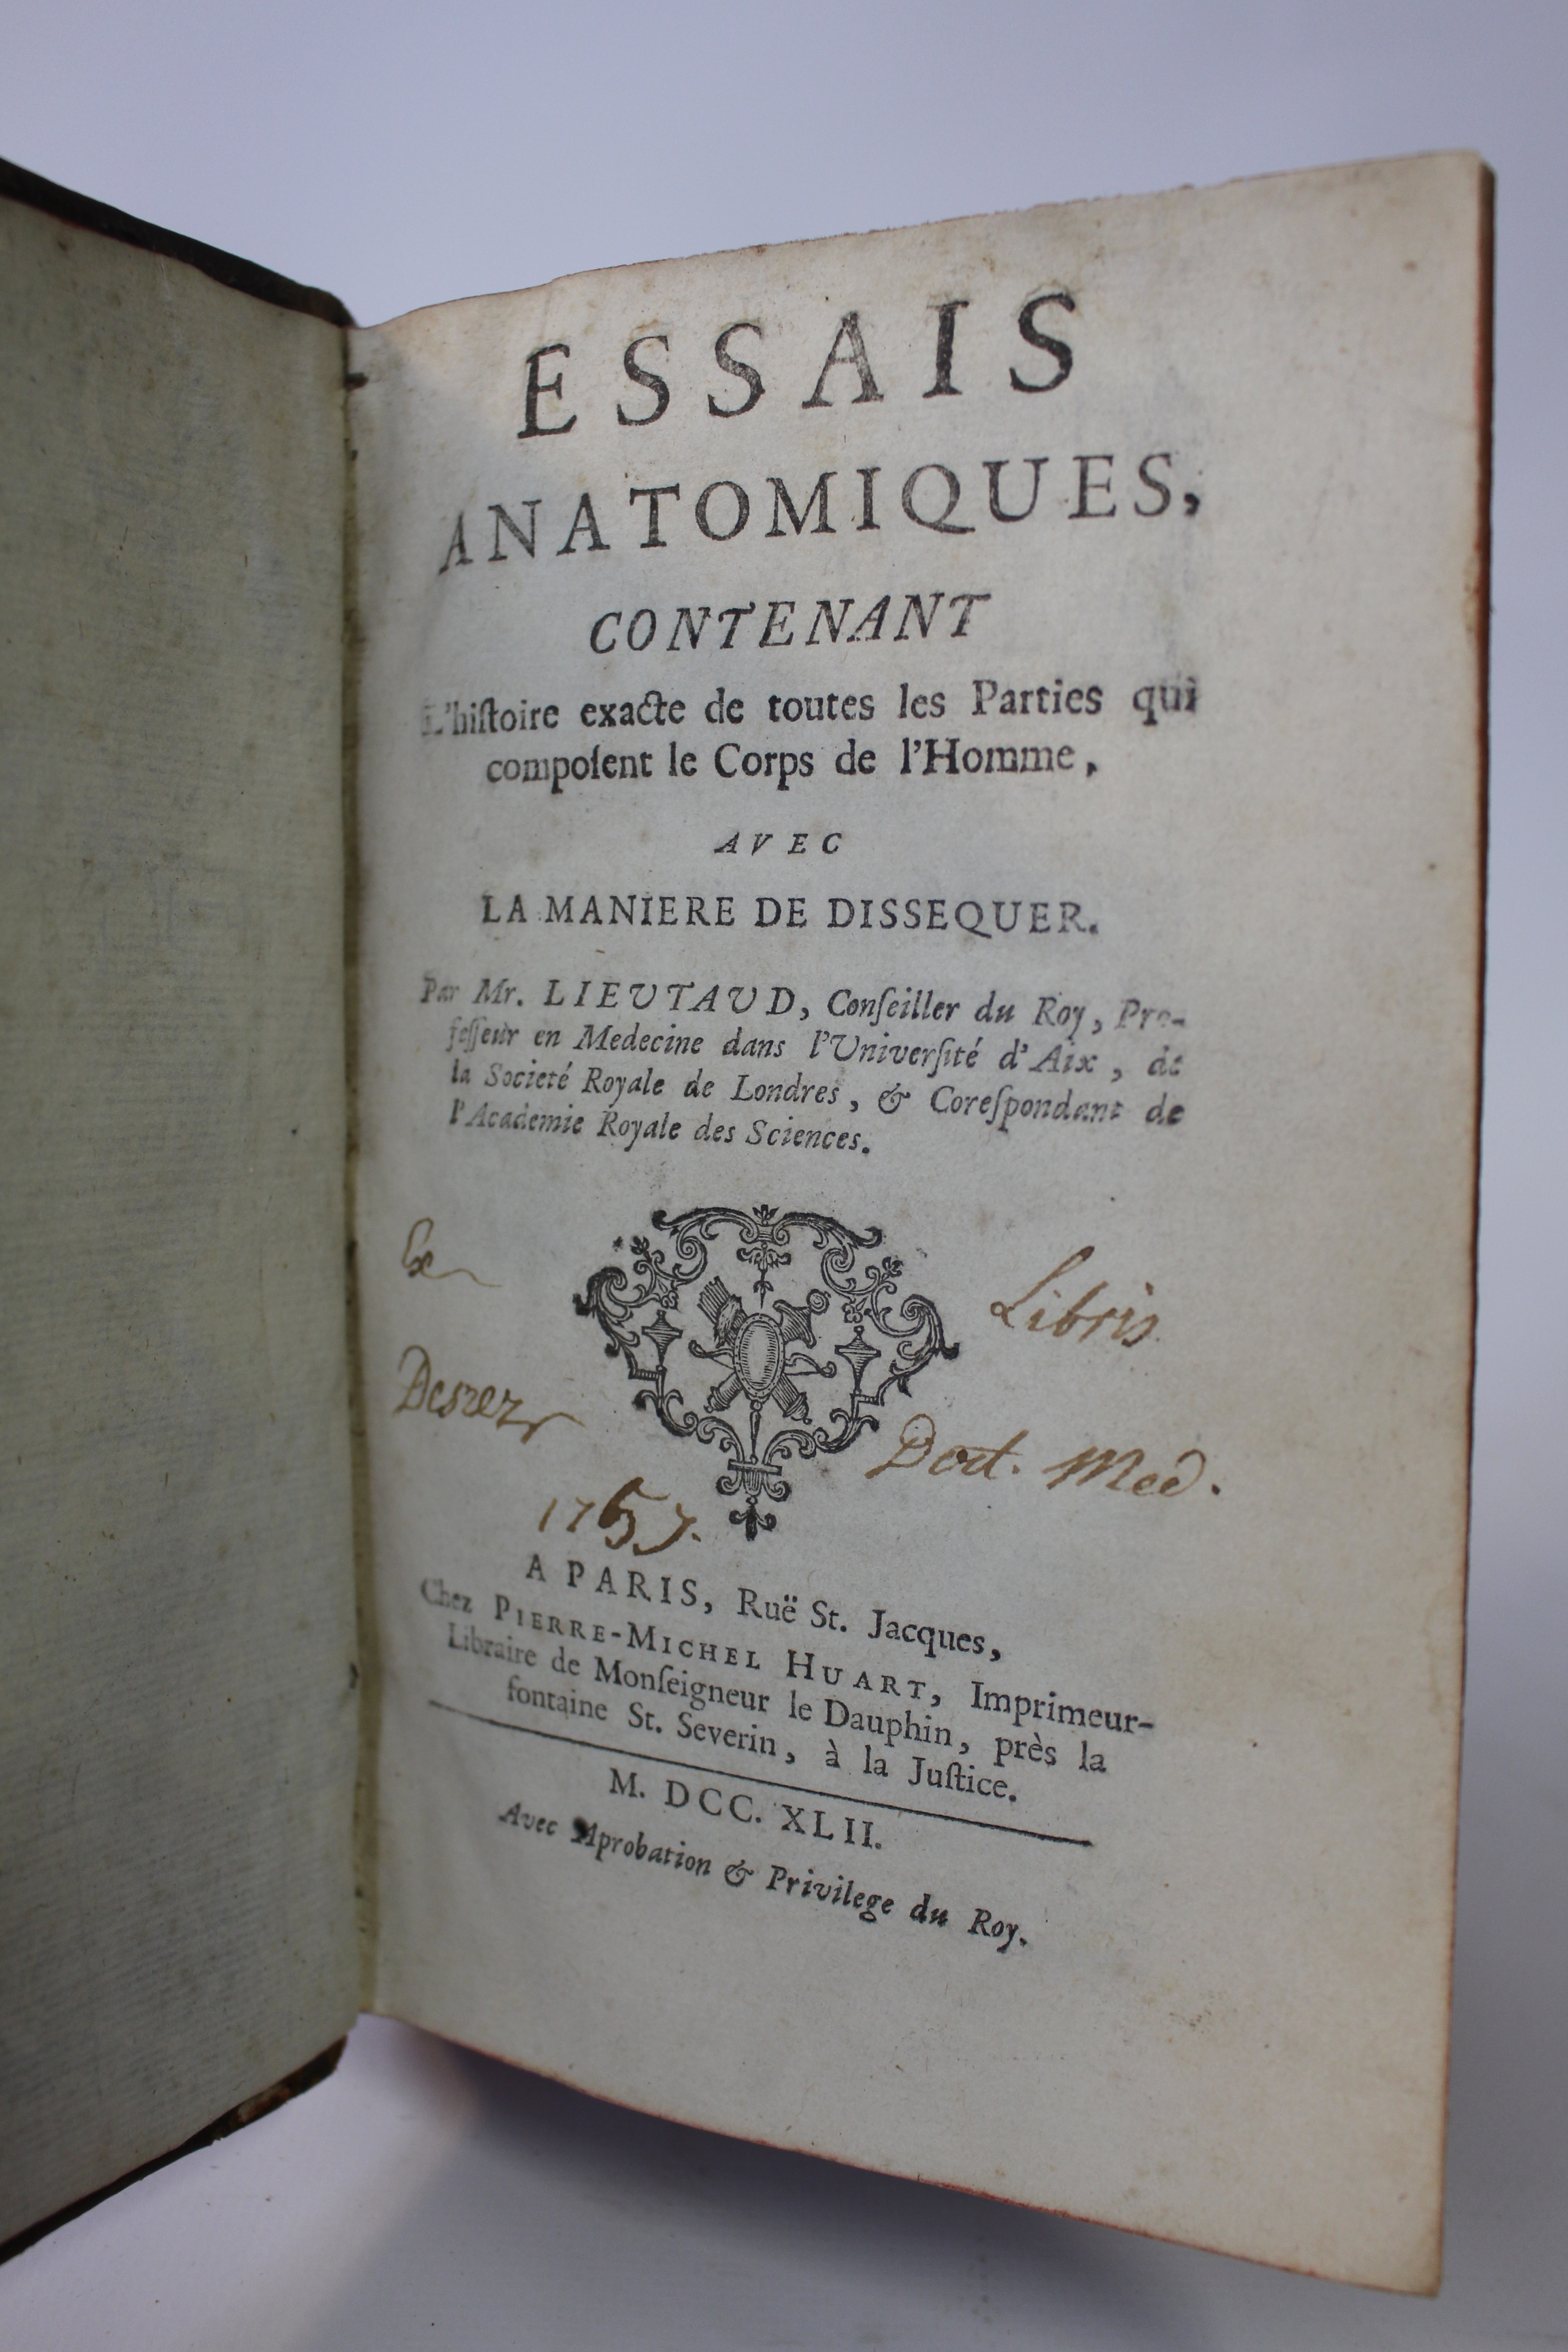 ESSAIS
ANATOMIQUES,
CONTENANT
L'hiſtoire exacte de toutes les Parties qui
compoſent le Corps de l'Homme,
AVEC
LA MANIERE DE DISSEQUER.
Par Mr. LIEUTAUD, Conſeiller du Roy, Pro-
feſſeur en Medecine dans l'Univerſité d'Aix, de
la Societé Royale de Londres, & Coreſpondant de
l'Academie Royale des Sciences.
Ex Libris
Doct. Med.
1757.
A PARIS, Ruë St. Jacques,
Chez PIERRE-MICHEL HUART, Imprimeur-
Libraire de Monſeigneur le Dauphin, près la
fontaine St. Severin, à la Juſtice.
M. DCC. XLII.
Avec Aprobation & Privilege du Roy.